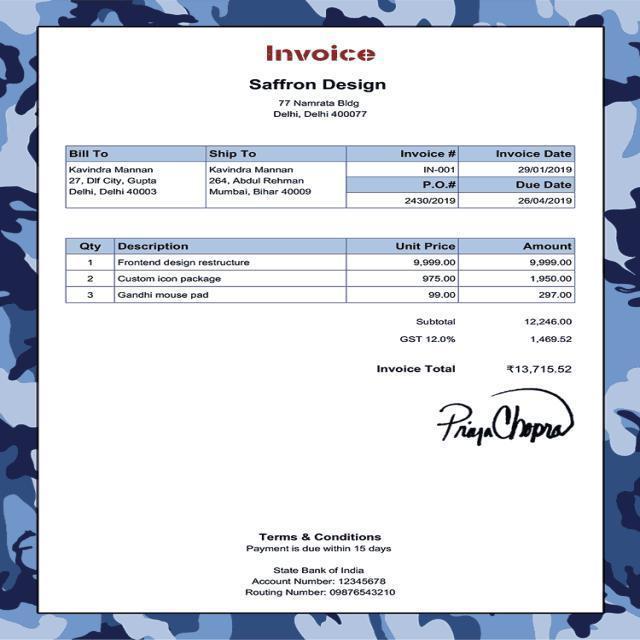 Invoice
Saffron Design
77 Namrata Bldg
Delhi, Delhi 400077
Bill To Ship To Invoice # Invoice Date
Kavindra Mannan Kavindra Mannan IN-001 29/01/2019
27, Dlf City, Gupta 264, Abdul Rehman P.O.# Due Date
Delhi, Delhi 40003 Mumbai, Bihar 40009 2430/2019 26/04/2019
Qty Description Unit Price Amount
1 Frontend design restructure 9,999.00 9,999.00
2 Custom icon package 975.00 1,950.00
3 Gandhi mouse pad 99.00 297.00
Subtotal 12,246.00
GST 12.0% 1,469.52
Invoice Total ₹13,715.52
Priya Chopra
Terms & Conditions
Payment is due within 15 days
State Bank of India
Account Number: 12345678
Routing Number: 09876543210